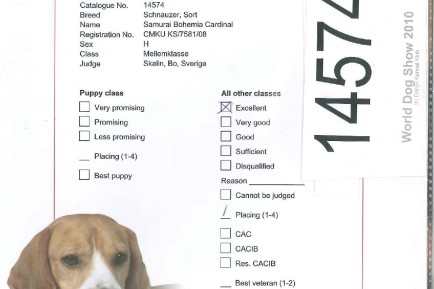 Catalogue No. 14574
Breed Schnauzer, Sort
Name Samurai Bohemia Cardinal
Registration No. CMKU KS/7581/08
Sex H
Class Mellemklasse
Judge Skalin, Bo, Sverige
Puppy class
Very promising
Promising
Less promising
Placing (1-4)
Best puppy
All other classes
Excellent
Very good
Good
Sufficient
Disqualified
Reason
Cannot be judged
Placing (1-4)
CAC
CACIB
Res. CACIB
Best veteran (1-2)
14574
World Dog Show 2010